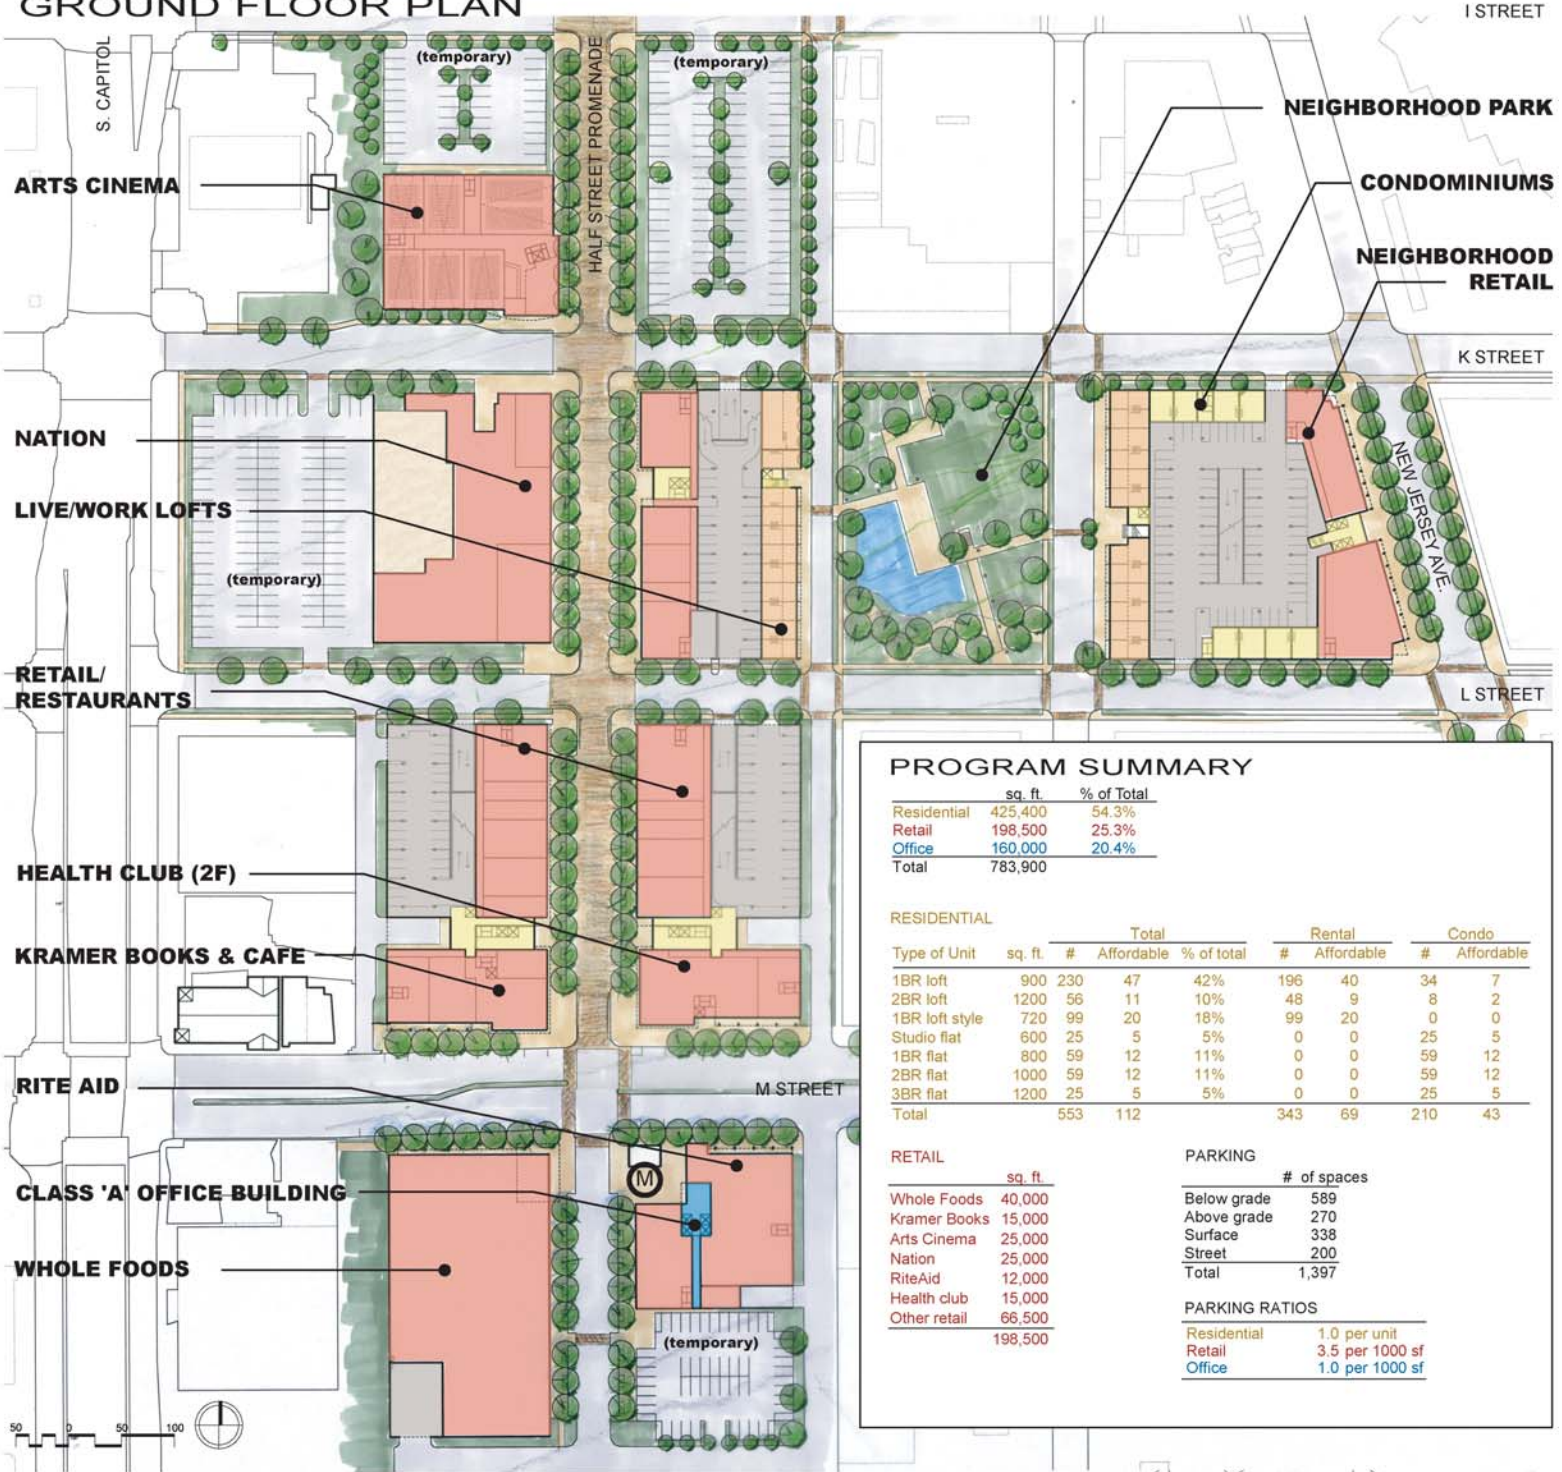 GROUND FLOOR PLAN
I STREET
S. CAPITOL
(temporary)
HALF STREET PROMENADE
(temporary)
NEIGHBORHOOD PARK
ARTS CINEMA
CONDOMINIUMS
NEIGHBORHOOD
RETAIL
K STREET
NATION
LIVE/WORK LOFTS
(temporary)
NEW JERSEY AVE.
RETAIL/
RESTAURANTS
L STREET
HEALTH CLUB (2F)
KRAMER BOOKS & CAFE
RITE AID
M STREET
M
CLASS 'A' OFFICE BUILDING
WHOLE FOODS
(temporary)
50 0 50 100
PROGRAM SUMMARY
sq. ft. % of Total
Residential 425,400 54.3%
Retail 198,500 25.3%
Office 160,000 20.4%
Total 783,900
RESIDENTIAL
Total Rental Condo
Type of Unit sq. ft. # Affordable % of total # Affordable # Affordable
1BR loft 900 230 47 42% 196 40 34 7
2BR loft 1200 56 11 10% 48 9 8 2
1BR loft style 720 99 20 18% 99 20 0 0
Studio flat 600 25 5 5% 0 0 25 5
1BR flat 800 59 12 11% 0 0 59 12
2BR flat 1000 59 12 11% 0 0 59 12
3BR flat 1200 25 5 5% 0 0 25 5
Total 553 112 343 69 210 43
RETAIL
sq. ft.
Whole Foods 40,000
Kramer Books 15,000
Arts Cinema 25,000
Nation 25,000
RiteAid 12,000
Health club 15,000
Other retail 66,500
198,500
PARKING
# of spaces
Below grade 589
Above grade 270
Surface 338
Street 200
Total 1,397
PARKING RATIOS
Residential 1.0 per unit
Retail 3.5 per 1000 sf
Office 1.0 per 1000 sf